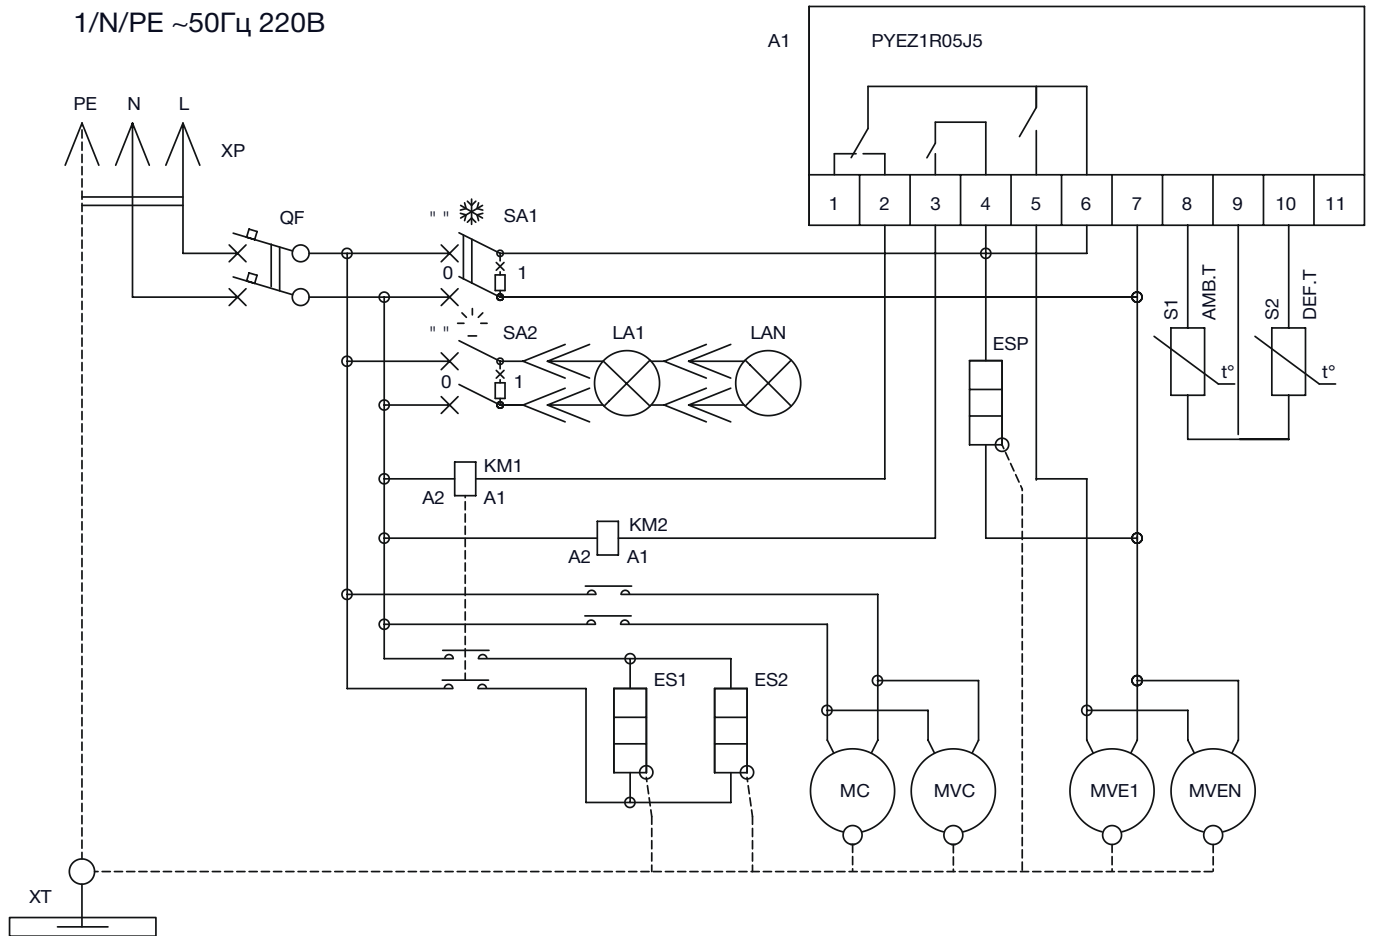 1/N/PE ~50Гц 220В
A1
PYEZ1R05J5
PE N L
XP
1 2 3 4 5 6 7 8 9 10 11
QF
" "
SA1
0
1
S1
AMB.T
S2
DEF.T
t°
t°
" "
SA2
LA1
LAN
0
1
ESP
KM1
A2
A1
KM2
A2
A1
ES1
ES2
MC
MVC
MVE1
MVEN
XT